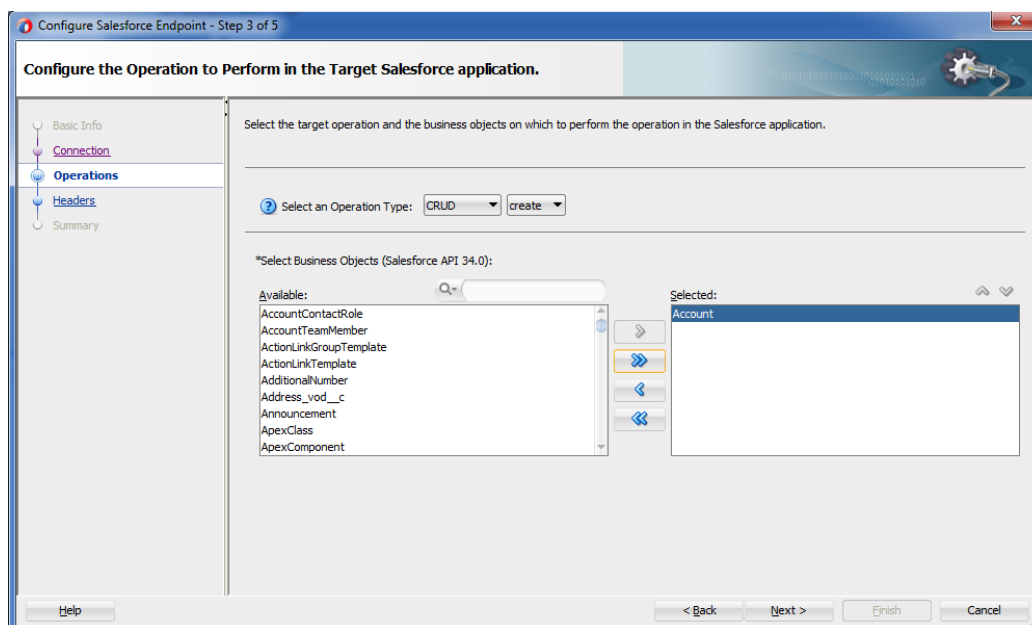 Configure Salesforce Endpoint - Step 3 of 5
Configure the Operation to Perform in the Target Salesforce application.
Basic Info
Connection
Operations
Headers
Summary
Select the target operation and the business objects on which to perform the operation in the Salesforce application.
Select an Operation Type: CRUD create
*Select Business Objects (Salesforce API 34.0):
Available:
AccountContactRole
AccountTeamMember
ActionLinkGroupTemplate
ActionLinkTemplate
AdditionalNumber
Address_vod__c
Announcement
ApexClass
ApexComponent
Selected:
Account
Help
< Back
Next >
Finish
Cancel